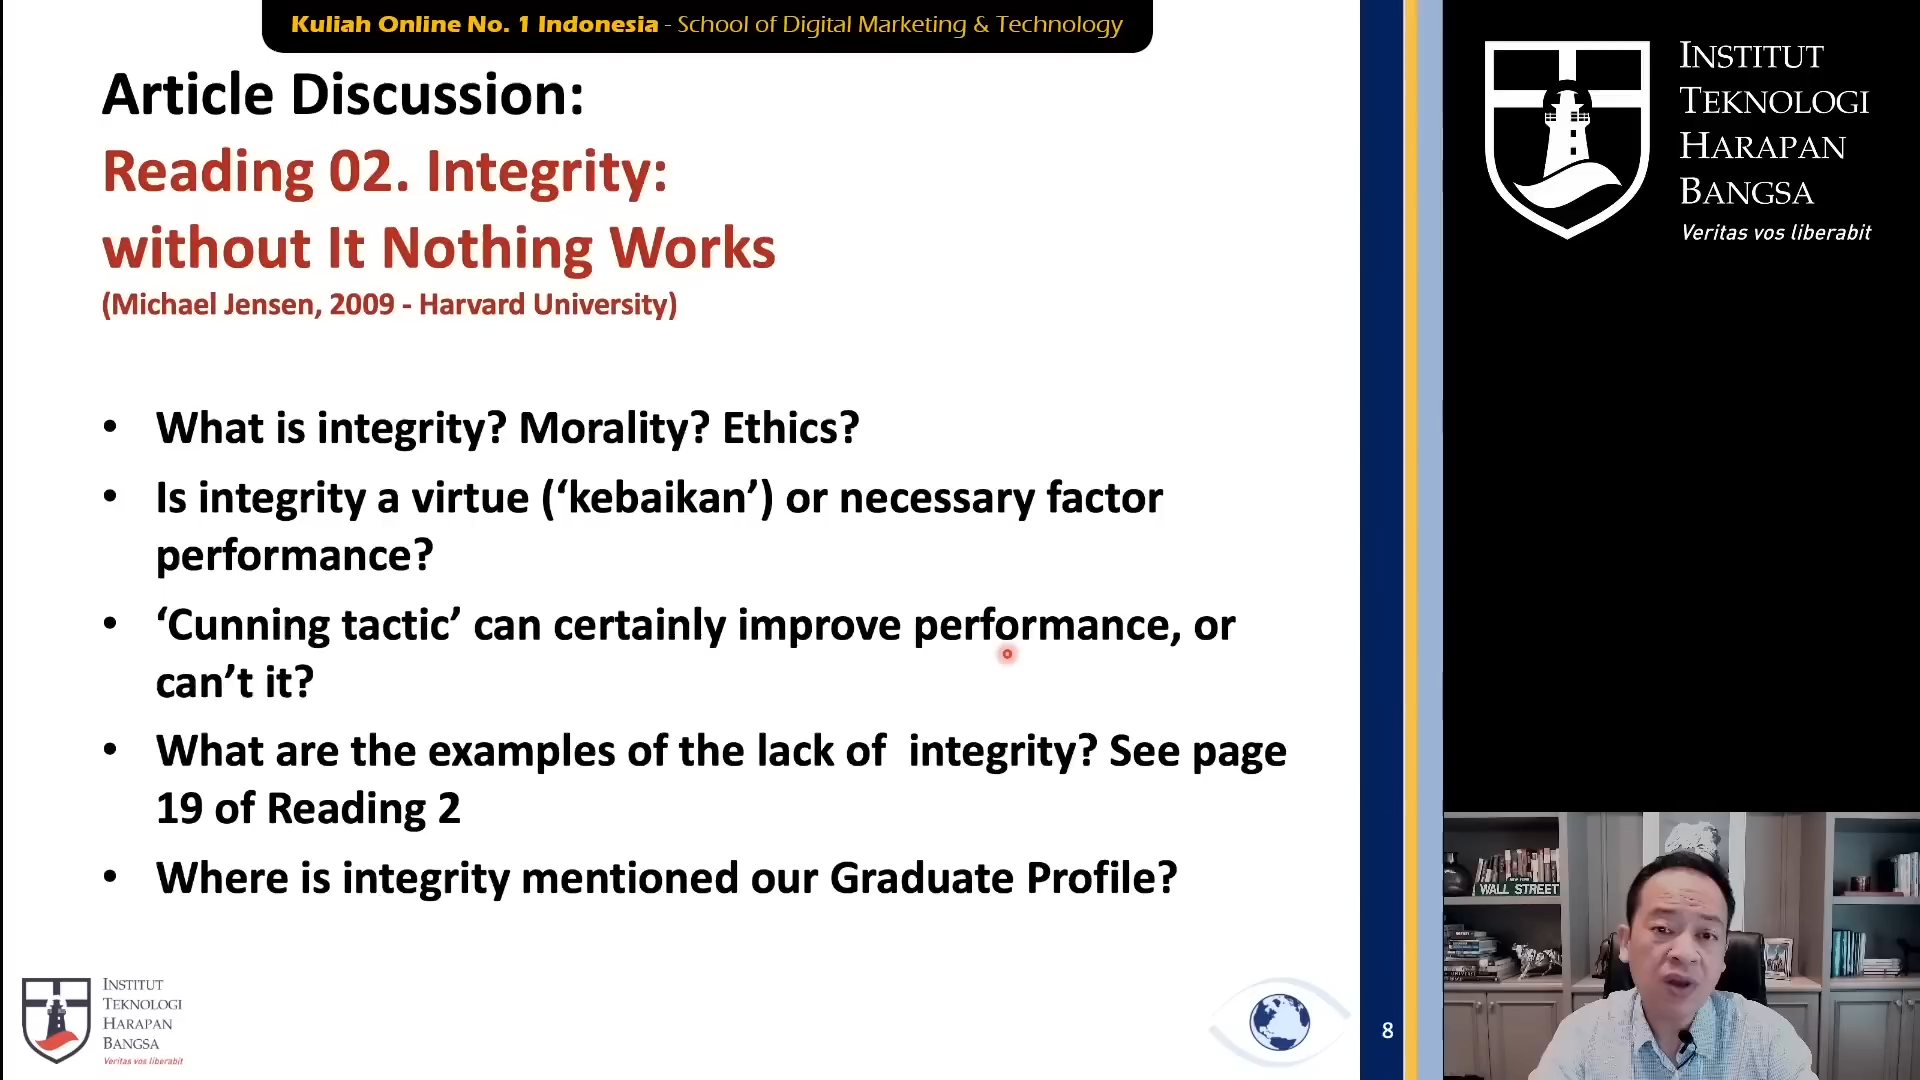 Kuliah Online No. 1 Indonesia - School of Digital Marketing & Technology
Article Discussion:
Reading 02. Integrity:
without It Nothing Works
(Michael Jensen, 2009 - Harvard University)
• What is integrity? Morality? Ethics?
• Is integrity a virtue (‘kebaikan’) or necessary factor
performance?
• ‘Cunning tactic’ can certainly improve performance, or
can’t it?
• What are the examples of the lack of  integrity? See page
19 of Reading 2
• Where is integrity mentioned our Graduate Profile?
INSTITUT
TEKNOLOGI
HARAPAN
BANGSA
Veritas vos liberabit
8
INSTITUT
TEKNOLOGI
HARAPAN
BANGSA
Veritas vos liberabit
WALL STREET